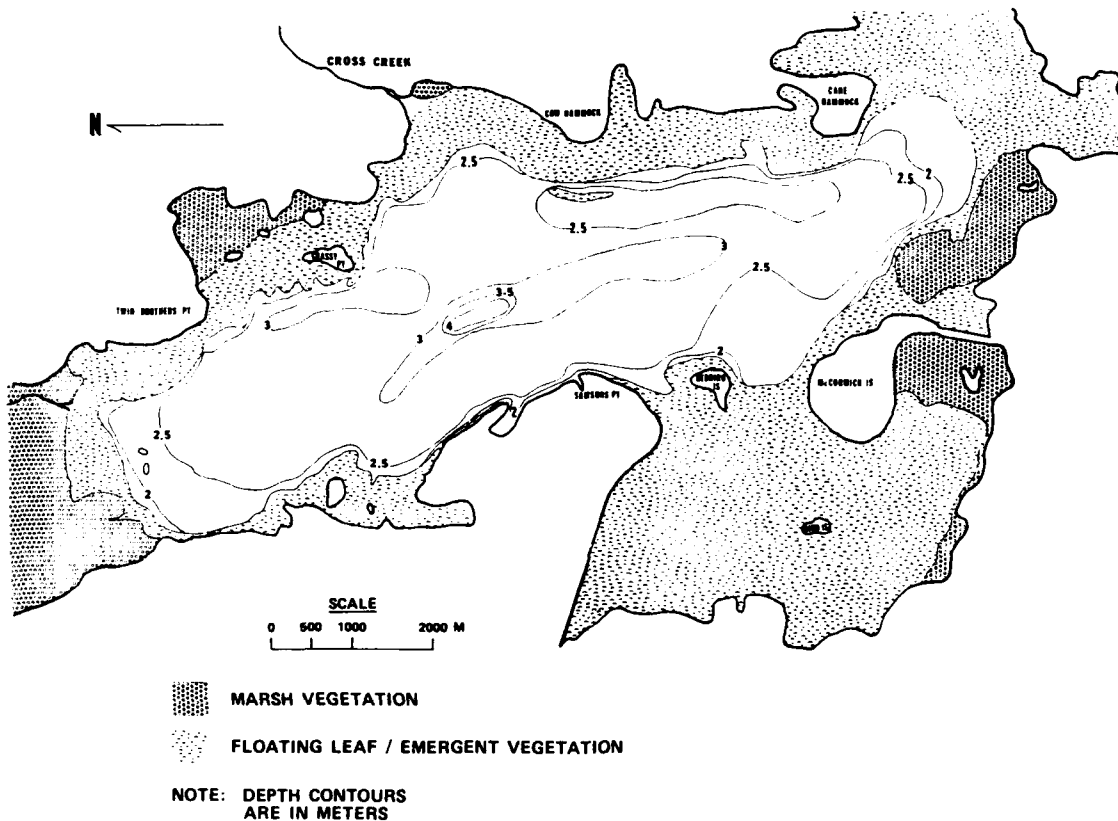 CROSS CREEK
N
COW HAMMOCK
CANE HAMMOCK
2.5
2
2.5
2.5
GRASSY PT
3
2.5
3.5
TWIN BROTHERS PT
3
4
3
2
McCORMICK IS
SAMSONS PT
2
2.5
2.5
2
SCALE
0 500 1000 2000 M
MARSH VEGETATION
FLOATING LEAF / EMERGENT VEGETATION
NOTE: DEPTH CONTOURS
ARE IN METERS